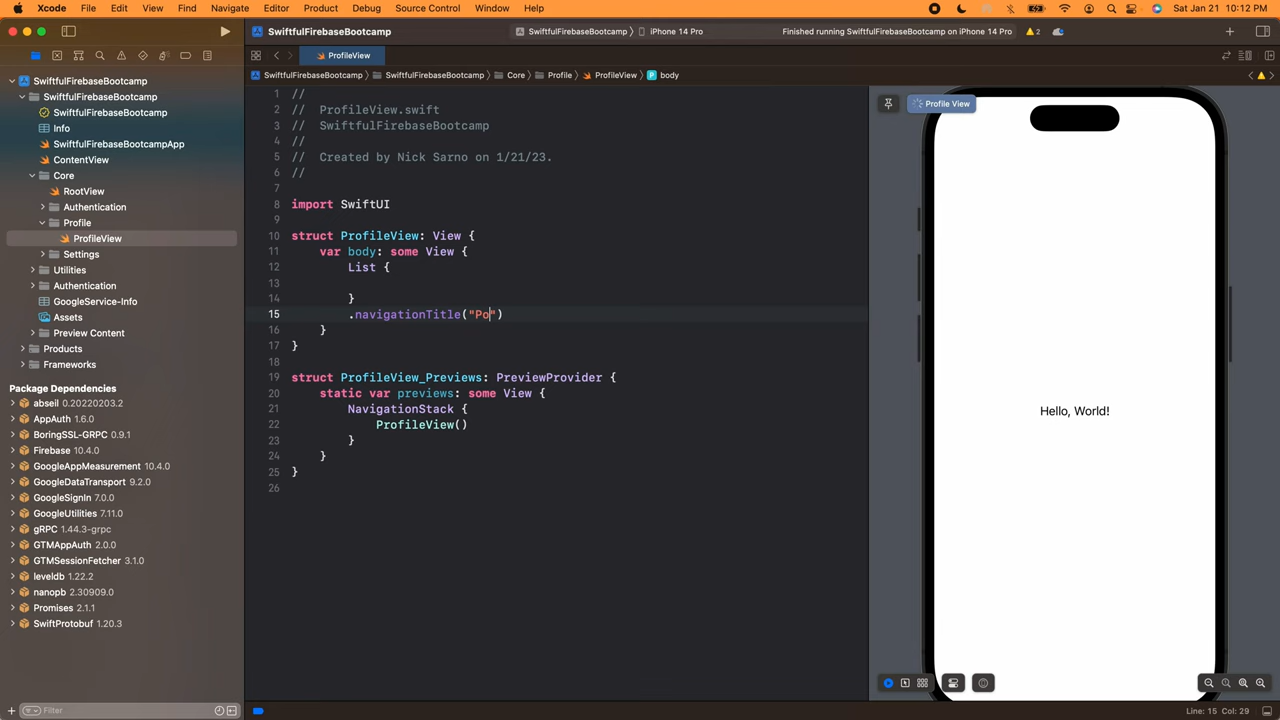 Xcode File Edit View Find Navigate Editor Product Debug Source Control Window Help Sat Jan 21 10:12 PM
SwiftfulFirebaseBootcamp SwiftfulFirebaseBootcamp iPhone 14 Pro Finished running SwiftfulFirebaseBootcamp on iPhone 14 Pro 2
ProfileView
SwiftfulFirebaseBootcamp SwiftfulFirebaseBootcamp Core Profile ProfileView body
SwiftfulFirebaseBootcamp
SwiftfulFirebaseBootcamp
SwiftfulFirebaseBootcamp
Info
SwiftfulFirebaseBootcampApp
ContentView
Core
RootView
Authentication
Profile
ProfileView
Settings
Utilities
Authentication
GoogleService-Info
Assets
Preview Content
Products
Frameworks
Package Dependencies
abseil 0.20220203.2
AppAuth 1.6.0
BoringSSL-GRPC 0.9.1
Firebase 10.4.0
GoogleAppMeasurement 10.4.0
GoogleDataTransport 9.2.0
GoogleSignIn 7.0.0
GoogleUtilities 7.11.0
gRPC 1.44.3-grpc
GTMAppAuth 2.0.0
GTMSessionFetcher 3.1.0
leveldb 1.22.2
nanopb 2.30909.0
Promises 2.1.1
SwiftProtobuf 1.20.3
Filter
1 //
2 // ProfileView.swift
3 // SwiftfulFirebaseBootcamp
4 //
5 // Created by Nick Sarno on 1/21/23.
6 //
7
8 import SwiftUI
9
10 struct ProfileView: View {
11 var body: some View {
12 List {
13
14 }
15 .navigationTitle("Po")
16 }
17 }
18
19 struct ProfileView_Previews: PreviewProvider {
20 static var previews: some View {
21 NavigationStack {
22 ProfileView()
23 }
24 }
25 }
26
Profile View
Hello, World!
Line: 15 Col: 29